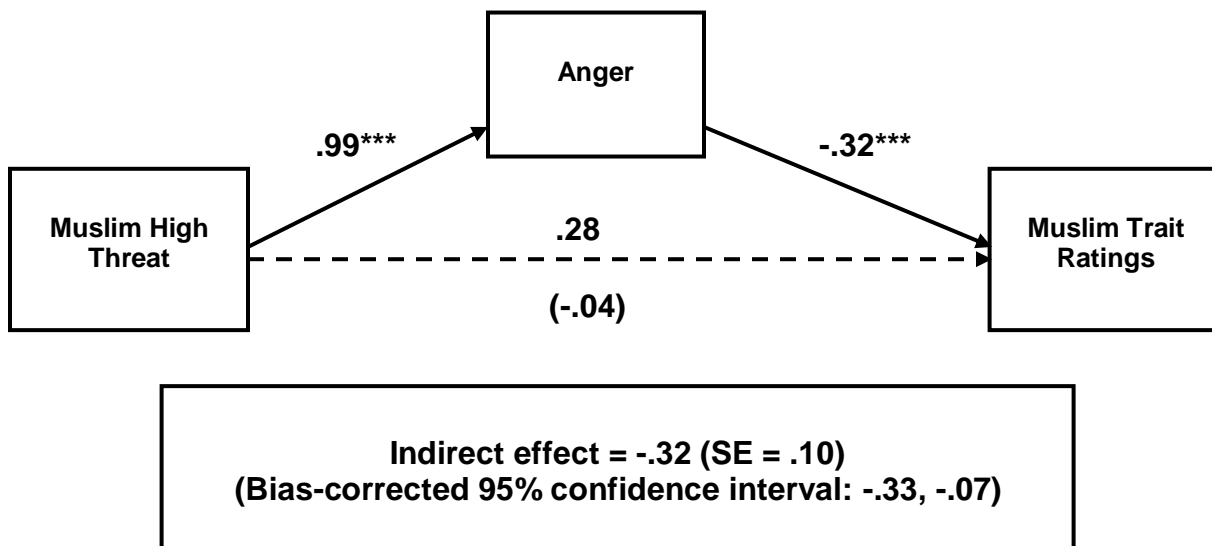 Anger
.99***
-.32***
Muslim High
Threat
.28
(-.04)
Muslim Trait
Ratings
Indirect effect = -.32 (SE = .10)
(Bias-corrected 95% confidence interval: -.33, -.07)